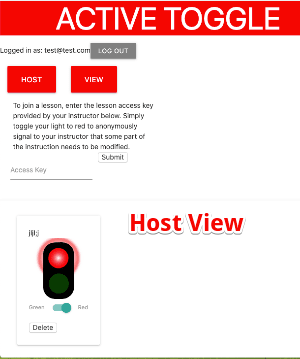 ACTIVE TOGGLE
Logged in as: test@test.com LOG OUT
HOST VIEW
To join a lesson, enter the lesson access key
provided by your instructor below. Simply
toggle your light to red to anonymously
signal to your instructor that some part of
the instruction needs to be modified.
Submit
Access Key
Host View
Green Red
Delete